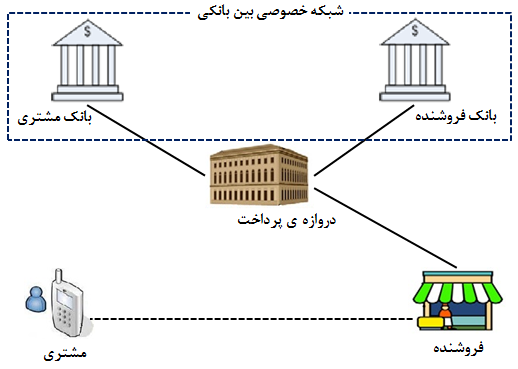 شبکه خصوصی بین بانکی
$
$
بانک مشتری
بانک فروشنده
دروازه ی پرداخت
مشتری
فروشنده